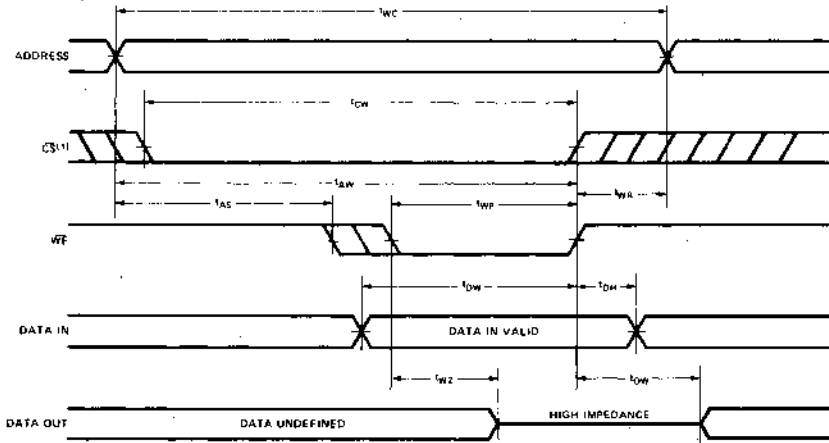 tWC
ADDRESS
tCW
CS(1)
tAW
tAS
tWP
tWR
WE
tDW
tDH
DATA IN
DATA IN VALID
tWZ
tOW
DATA OUT
DATA UNDEFINED
HIGH IMPEDANCE